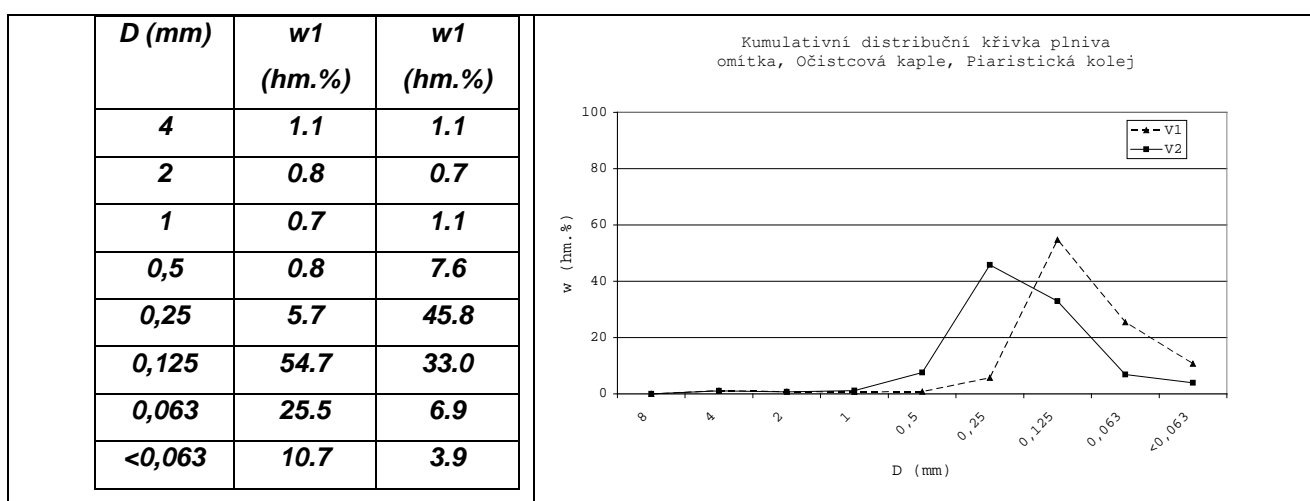 D (mm) w1 (hm.%) w1 (hm.%)
4 1.1 1.1
2 0.8 0.7
1 0.7 1.1
0,5 0.8 7.6
0,25 5.7 45.8
0,125 54.7 33.0
0,063 25.5 6.9
<0,063 10.7 3.9
Kumulativní distribuční křivka plniva
omítka, Očistcová kaple, Piaristická kolej
100
80
60
40
20
0
w (hm.%)
V1
V2
8 4 2 1 0,5 0,25 0,125 0,063 <0,063
D (mm)